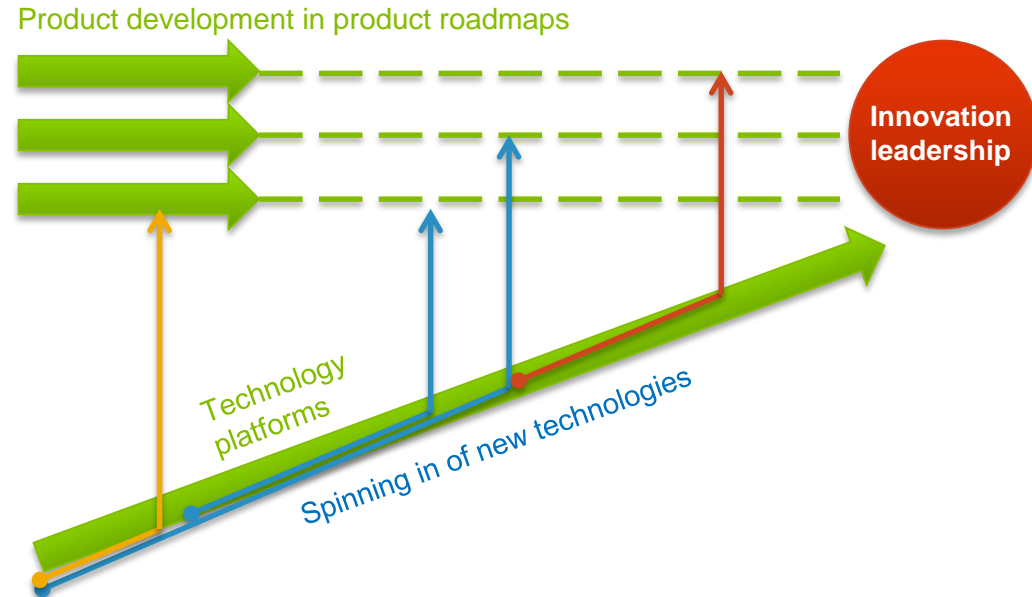 Product development in product roadmaps
Innovation
leadership
Technology
platforms
Spinning in of new technologies